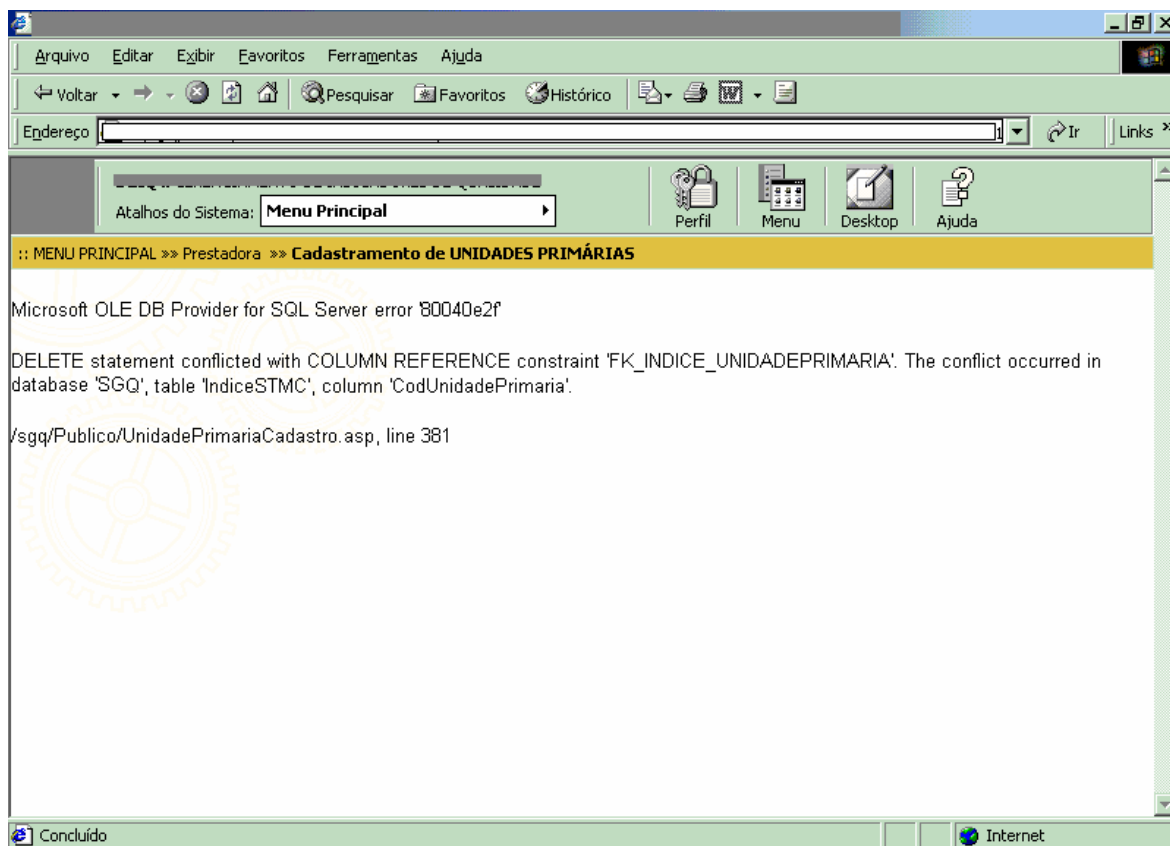 Arquivo Editar Exibir Favoritos Ferramentas Ajuda
Voltar Pesquisar Favoritos Histórico
Endereço 1 Ir Links »
Atalhos do Sistema: Menu Principal
Perfil Menu Desktop Ajuda
:: MENU PRINCIPAL »» Prestadora »» Cadastramento de UNIDADES PRIMÁRIAS
Microsoft OLE DB Provider for SQL Server error '80040e2f'
DELETE statement conflicted with COLUMN REFERENCE constraint 'FK_INDICE_UNIDADEPRIMARIA'. The conflict occurred in
database 'SGQ', table 'IndiceSTMC', column 'CodUnidadePrimaria'.
/sgq/Publico/UnidadePrimariaCadastro.asp, line 381
Concluído Internet